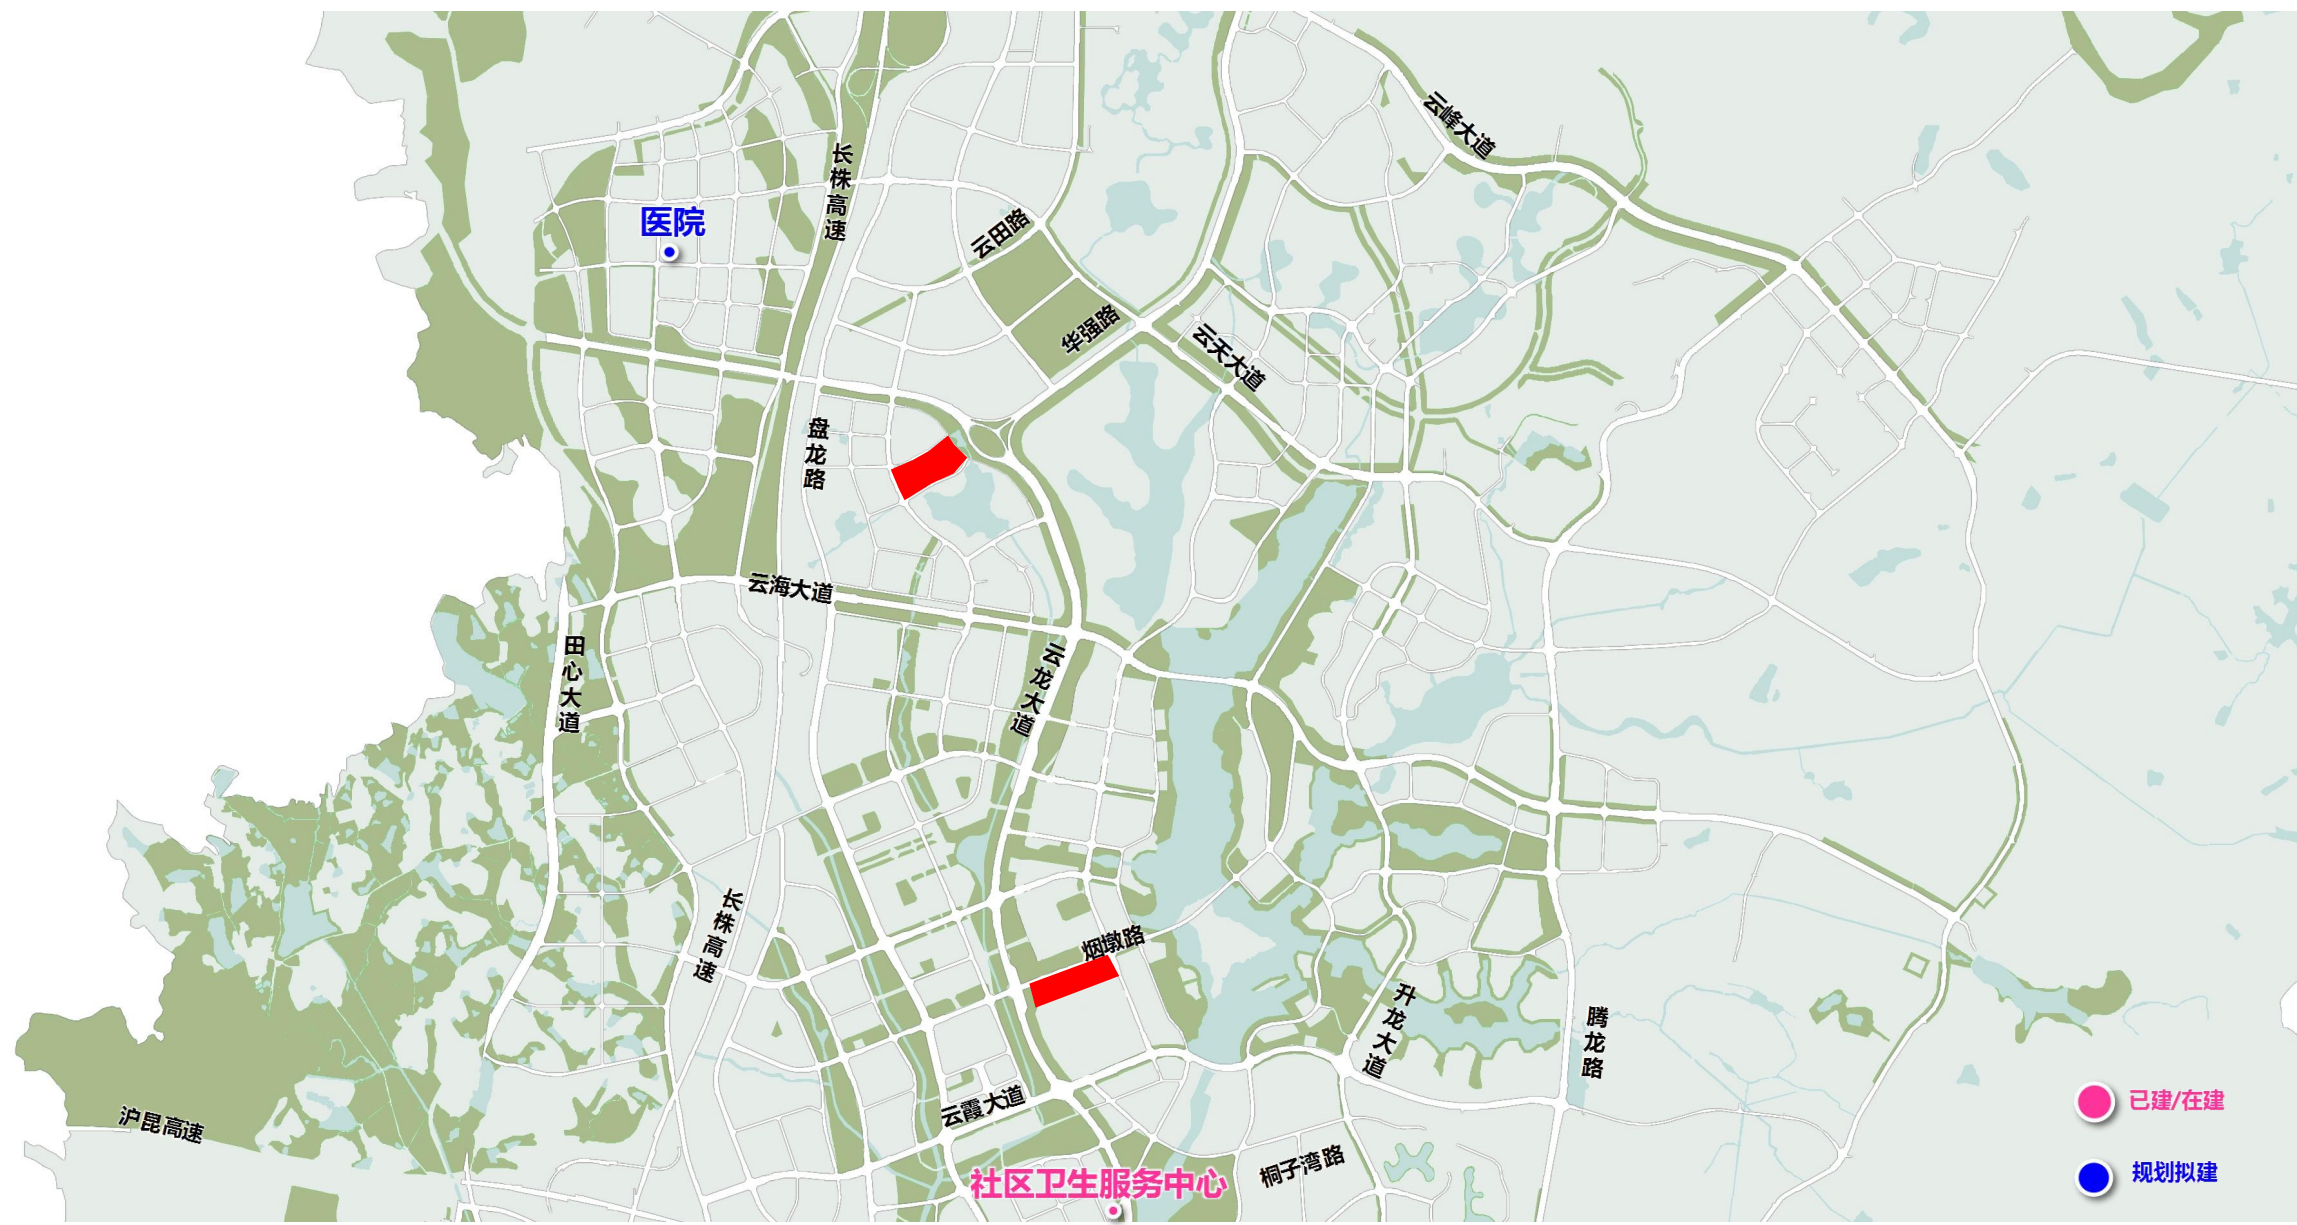 云峰大道
长株高速
医院
云田路
华强路
云天大道
盘龙路
云海大道
田心大道
云龙大道
长株高速
烟墩路
升龙大道
腾龙路
已建/在建
云霞大道
沪昆高速
桐子湾路
规划拟建
社区卫生服务中心